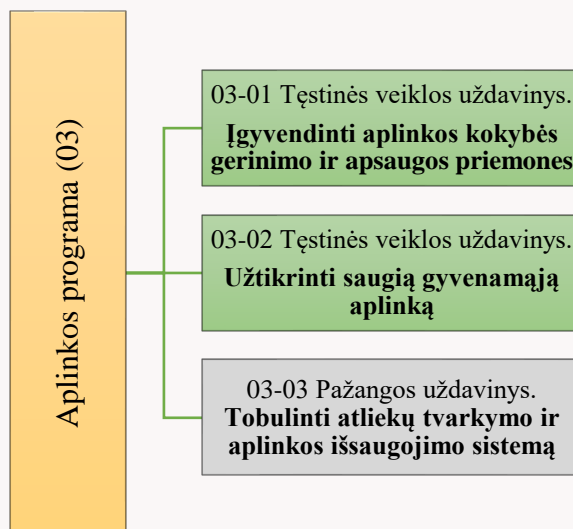 Aplinkos programa (03)
03-01 Tęstinės veiklos uždavinys.
Įgyvendinti aplinkos kokybės
gerinimo ir apsaugos priemones
03-02 Tęstinės veiklos uždavinys.
Užtikrinti saugią gyvenamąją
aplinką
03-03 Pažangos uždavinys.
Tobulinti atliekų tvarkymo ir
aplinkos išsaugojimo sistemą